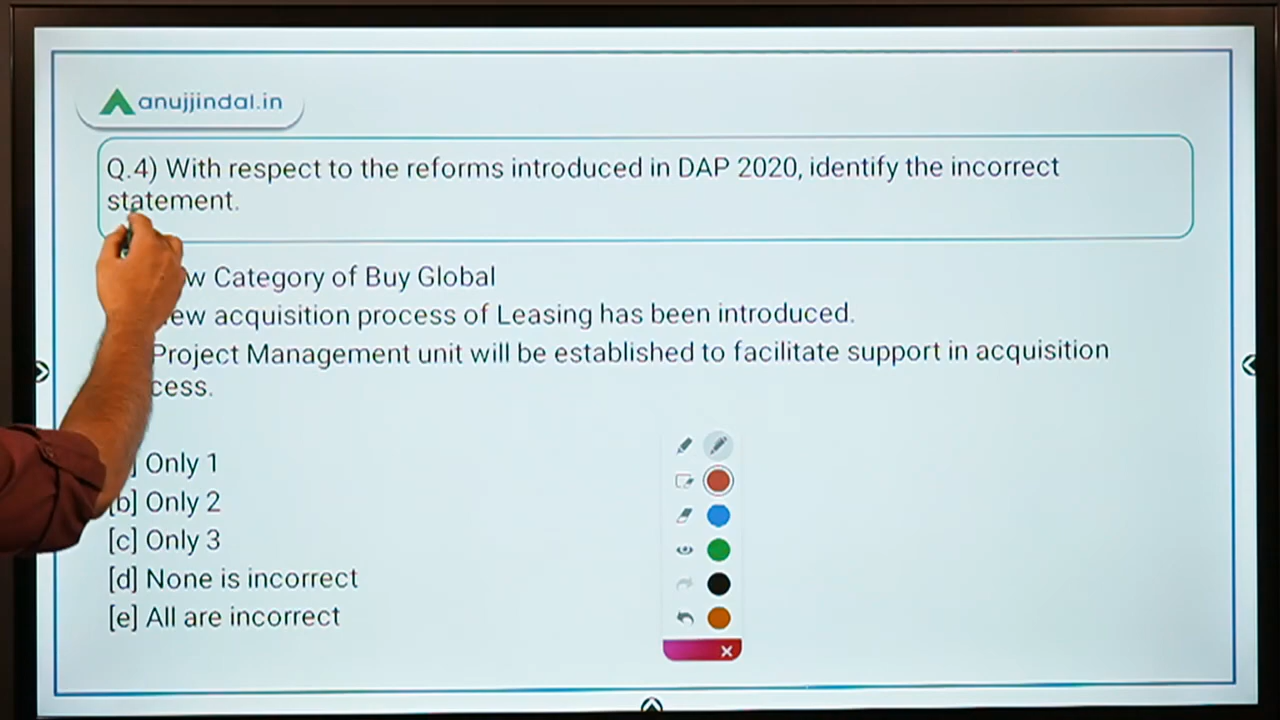 anujjindal.in
Q.4) With respect to the reforms introduced in DAP 2020, identify the incorrect
statement.
Category of Buy Global
acquisition process of Leasing has been introduced.
Project Management unit will be established to facilitate support in acquisition
Only 1
[b] Only 2
[c] Only 3
[d] None is incorrect
[e] All are incorrect